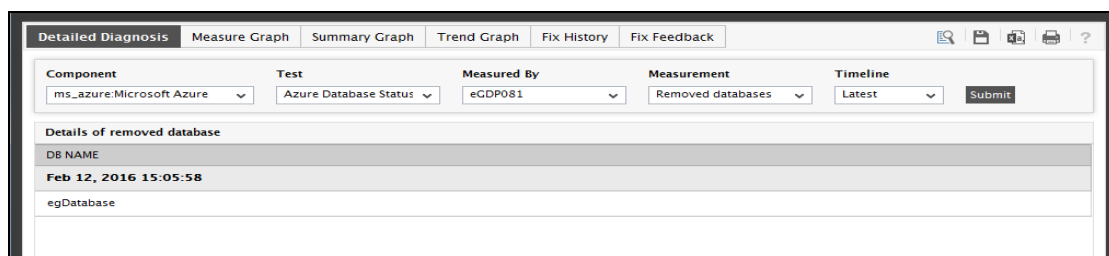 Detailed Diagnosis Measure Graph Summary Graph Trend Graph Fix History Fix Feedback ?
Component Test Measured By Measurement Timeline
ms_azure:Microsoft Azure Azure Database Status eGDP081 Removed databases Latest Submit
Details of removed database
DB NAME
Feb 12, 2016 15:05:58
egDatabase